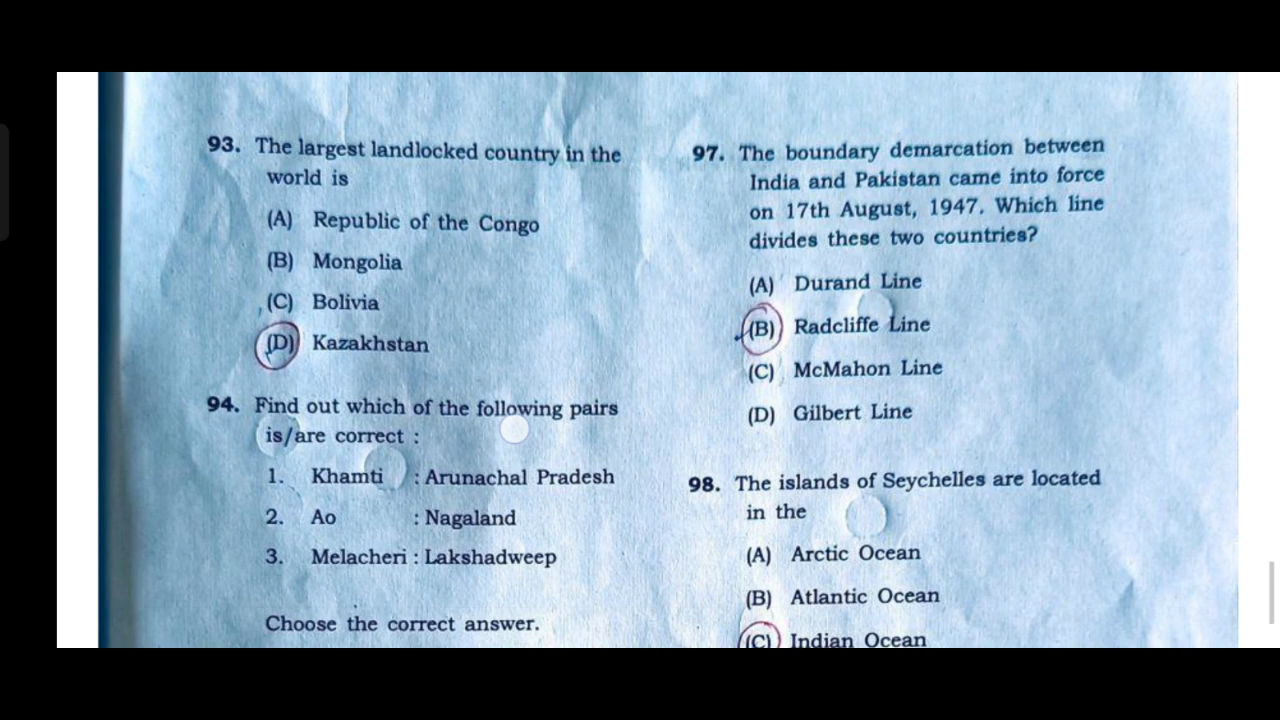 93. The largest landlocked country in the
world is
(A) Republic of the Congo
(B) Mongolia
(C) Bolivia
(D) Kazakhstan
94. Find out which of the following pairs
is/are correct :
1. Khamti : Arunachal Pradesh
2. Ao : Nagaland
3. Melacheri : Lakshadweep
Choose the correct answer.
97. The boundary demarcation between
India and Pakistan came into force
on 17th August, 1947. Which line
divides these two countries?
(A) Durand Line
(B) Radcliffe Line
(C) McMahon Line
(D) Gilbert Line
98. The islands of Seychelles are located
in the
(A) Arctic Ocean
(B) Atlantic Ocean
(C) Indian Ocean